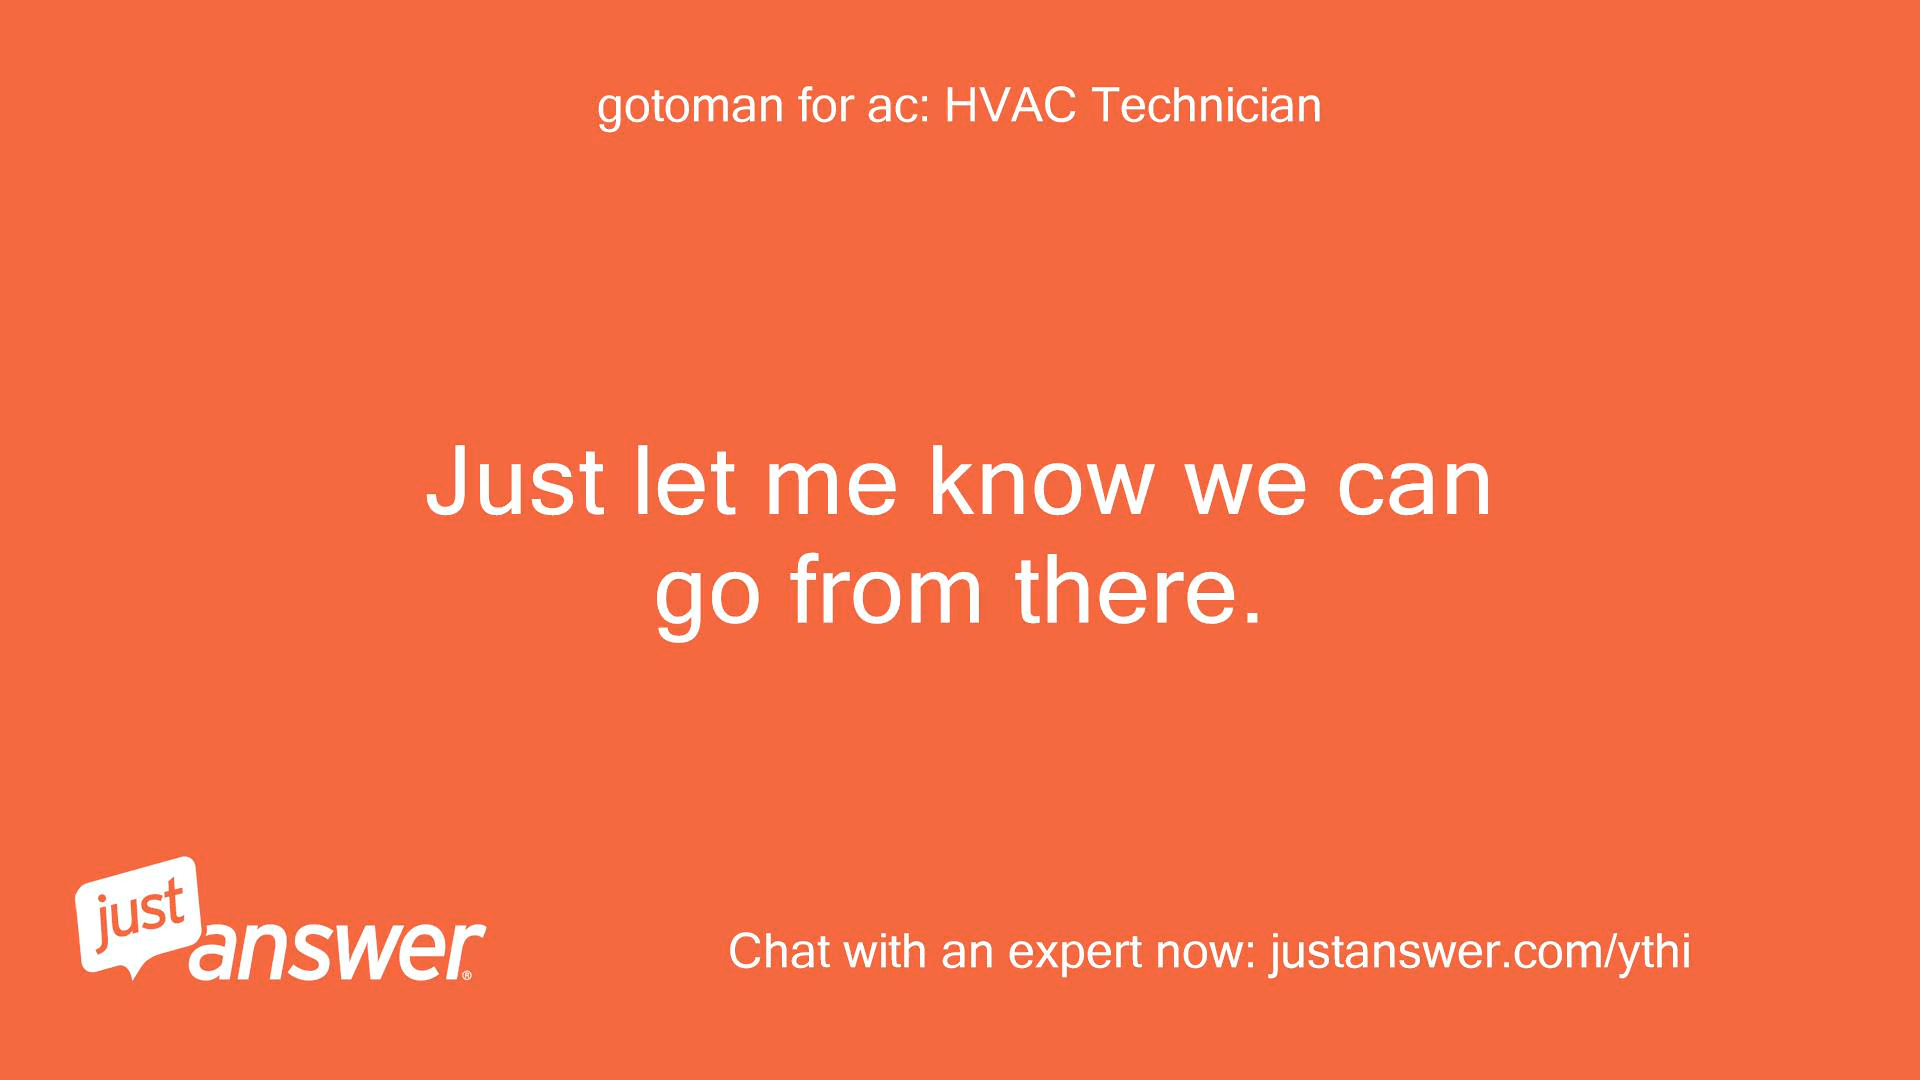 gotoman for ac: HVAC Technician
Just let me know we can
go from there.
just
answer®
Chat with an expert now: justanswer.com/ythi